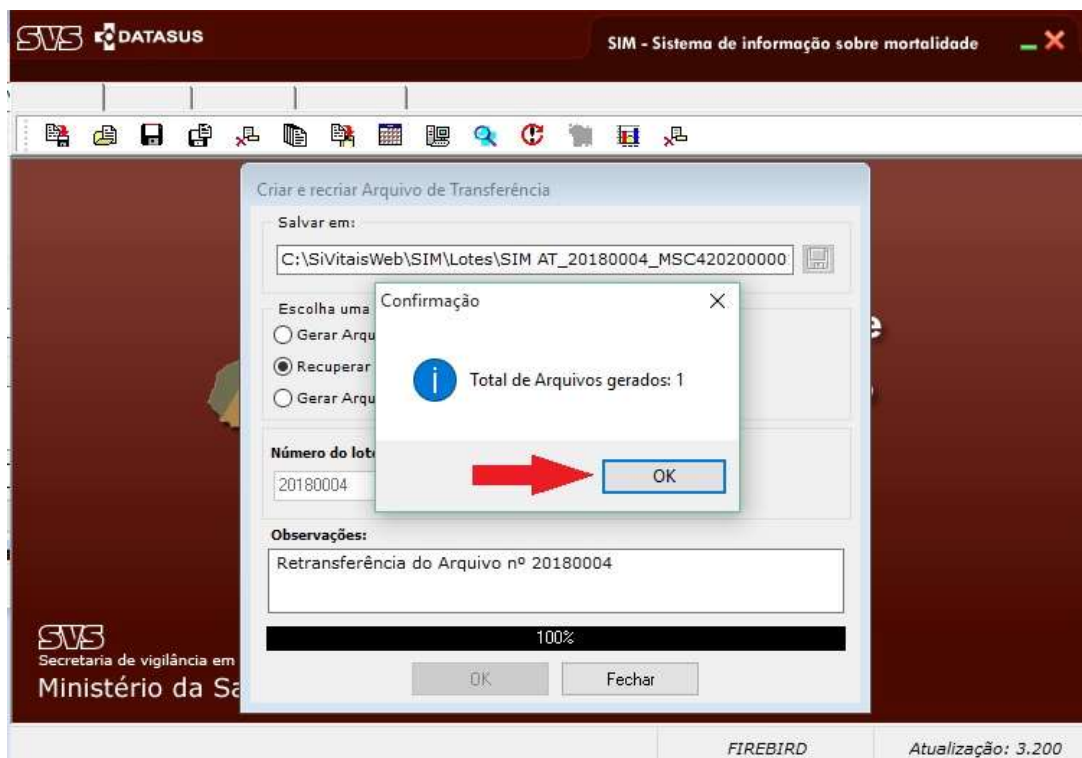 SVS DATASUS
SIM - Sistema de informação sobre mortalidade
Criar e recriar Arquivo de Transferência
Salvar em:
C:\SiVitaisWeb\SIM\Lotes\SIM AT_20180004_MSC420200000
Escolha uma
Gerar Arqu
Recuperar
Gerar Arqu
Confirmação
Total de Arquivos gerados: 1
OK
Número do lot
20180004
Observações:
Retransferência do Arquivo nº 20180004
100%
OK Fechar
SVS
Secretaria de vigilância em
Ministério da Sa
FIREBIRD Atualização: 3.200